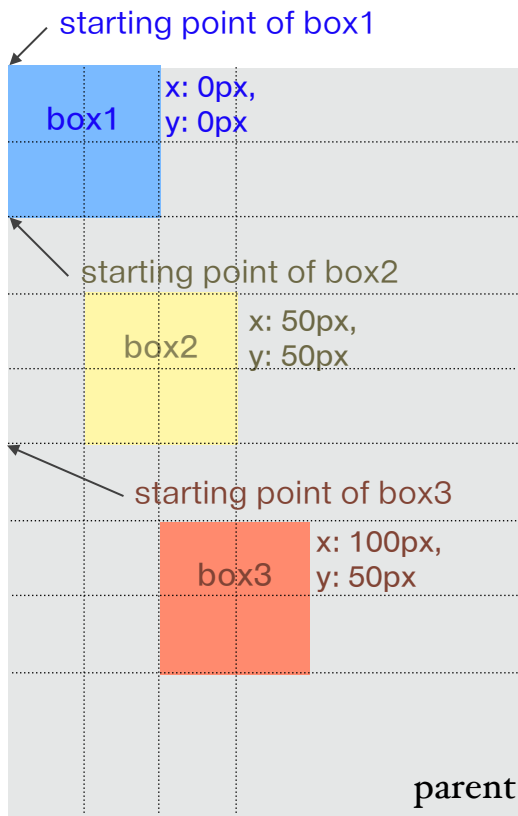 starting point of box1
x: 0px,
box1
y: 0px
starting point of box2
x: 50px,
box2
y: 50px
starting point of box3
x: 100px,
box3
y: 50px
parent